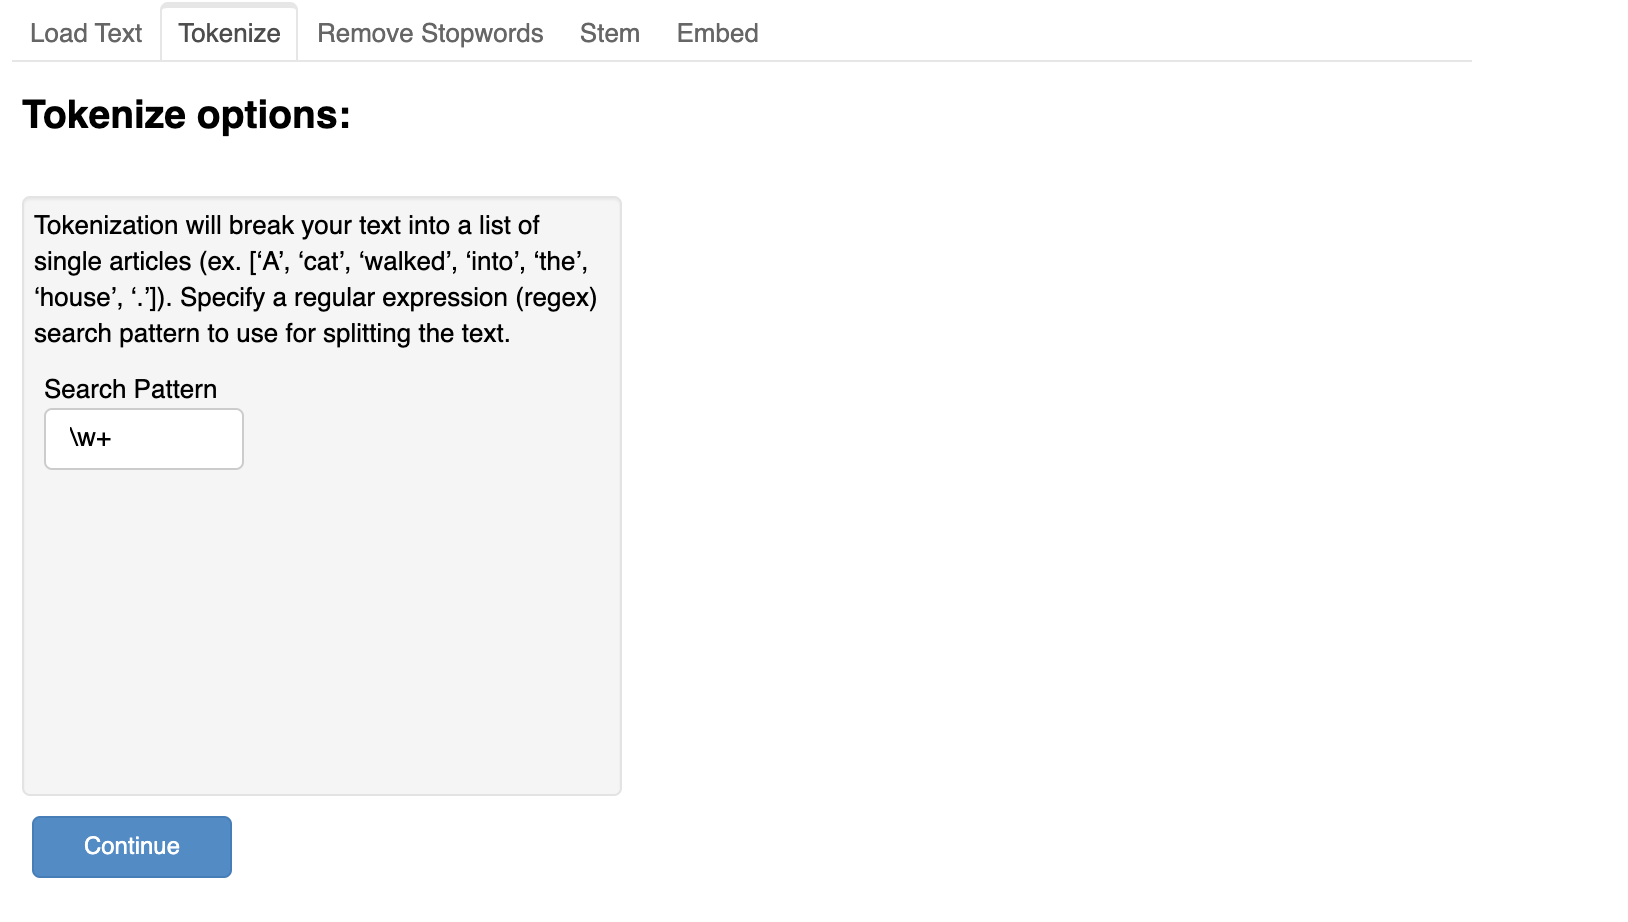 Load Text Tokenize Remove Stopwords Stem Embed
Tokenize options:
Tokenization will break your text into a list of
single articles (ex. [‘A’, ‘cat’, ‘walked’, ‘into’, ‘the’,
‘house’, ‘.’]). Specify a regular expression (regex)
search pattern to use for splitting the text.
Search Pattern
\w+
Continue